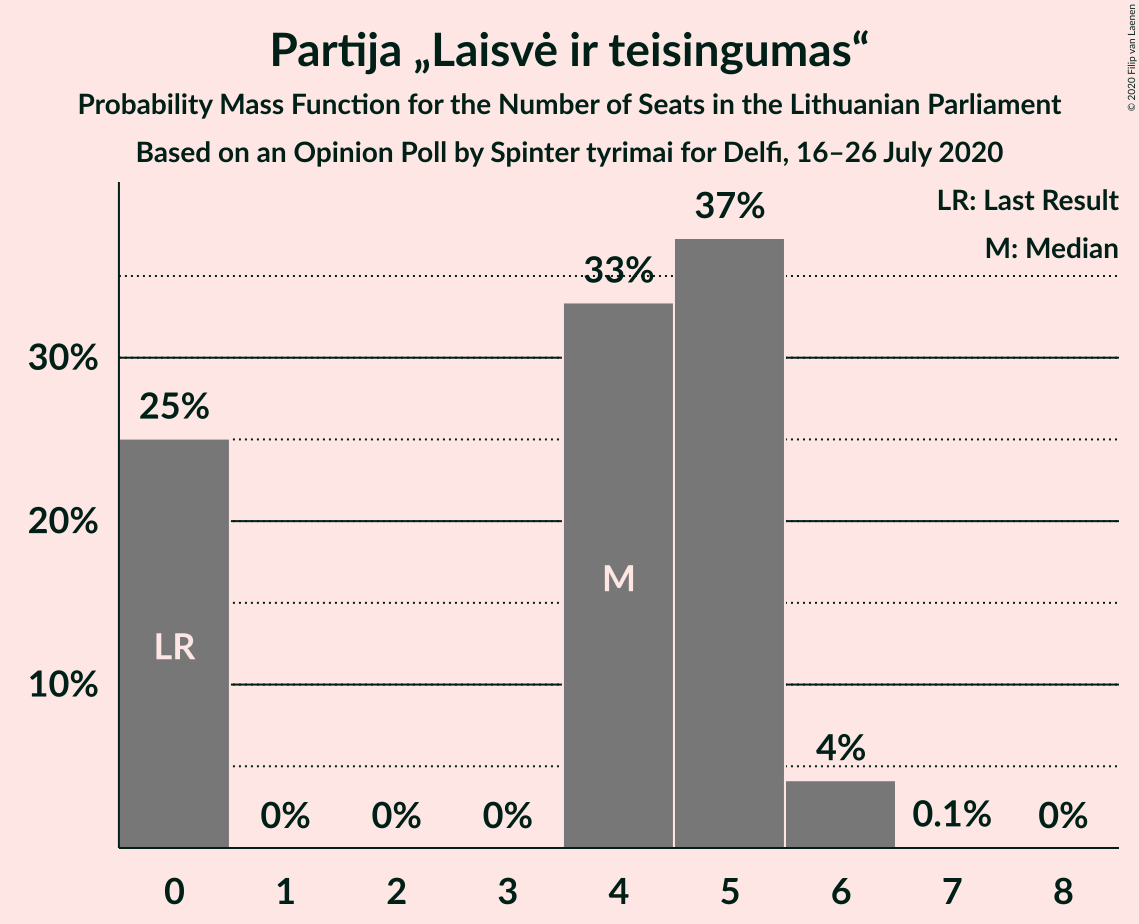 Partija „Laisvė ir teisingumas“
Probability Mass Function for the Number of Seats in the Lithuanian Parliament
Based on an Opinion Poll by Spinter tyrimai for Delfi, 16–26 July 2020
© 2020 Filip van Laenen
LR: Last Result
M: Median
37%
33%
30%
25%
20%
M
LR
10%
4%
0% 0% 0% 0.1% 0%
0 1 2 3 4 5 6 7 8